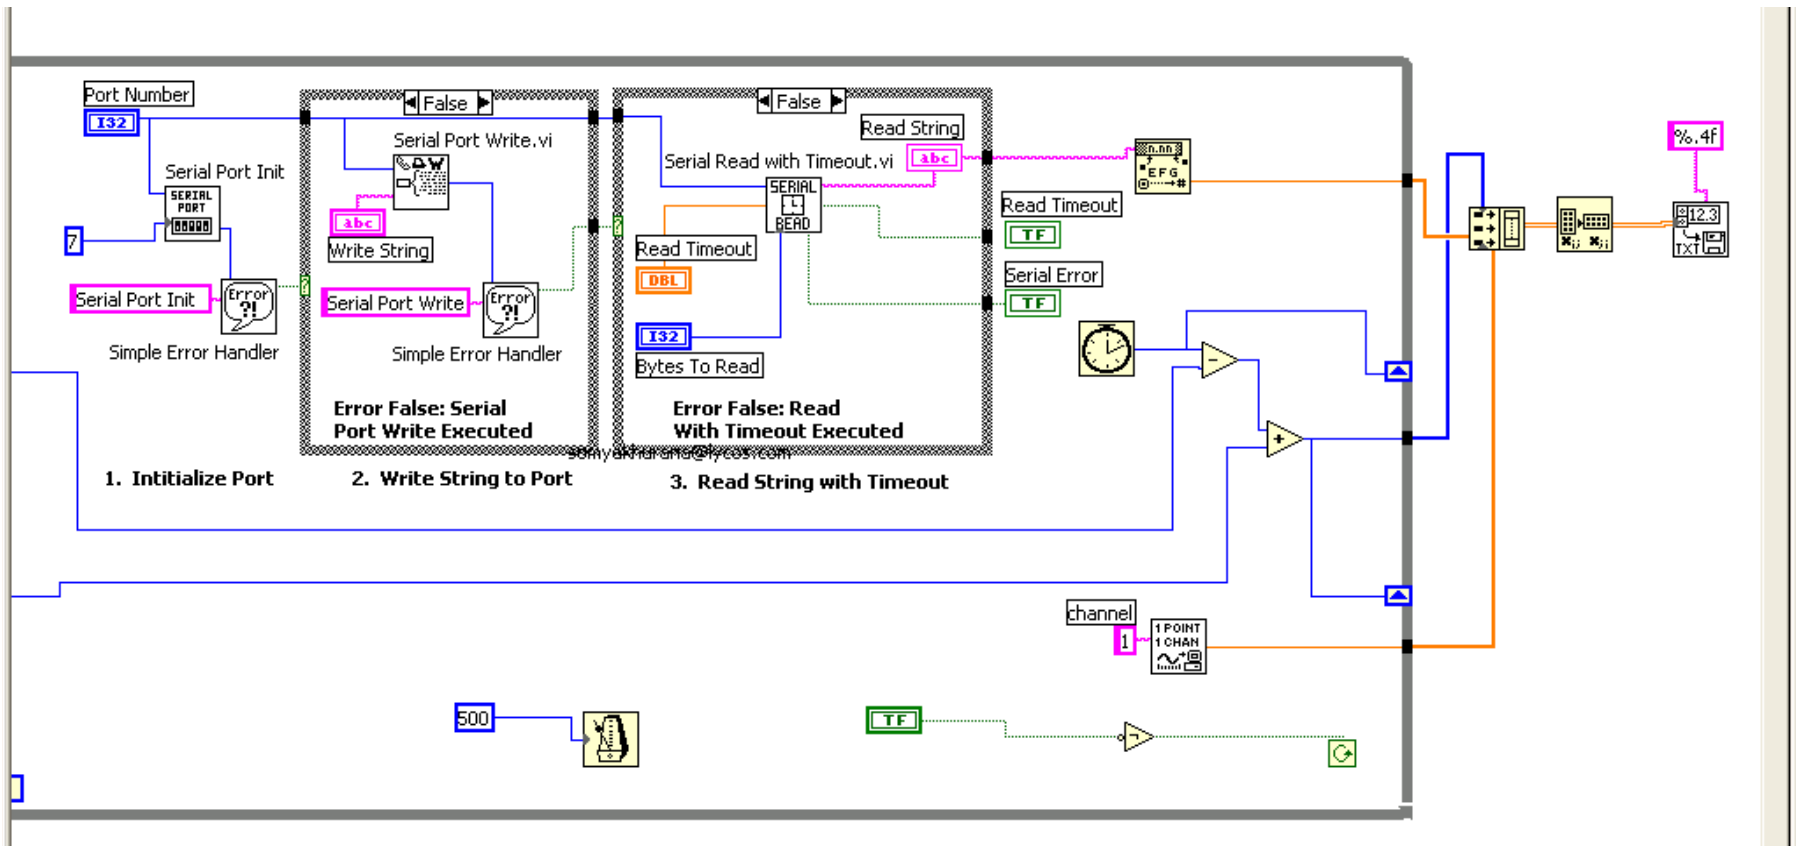 Port Number
I32
Serial Port Init
SERIAL
PORT
7
Serial Port Init
Error
?!
Simple Error Handler
1. Intitialize Port
False
Serial Port Write.vi
W
abc
Write String
Serial Port Write
Error
?!
Simple Error Handler
Error False: Serial
Port Write Executed
2. Write String to Port
False
Read String
abc
Serial Read with Timeout.vi
SERIAL
READ
Read Timeout
DBL
I32
Bytes To Read
Error False: Read
With Timeout Executed
somyakhurana@lycos.com
3. Read String with Timeout
n.nn
EFG
#
Read Timeout
TF
Serial Error
TF
-
+
channel
1
1 POINT
1 CHAN
500
TF
%.4f
12.3
TXT